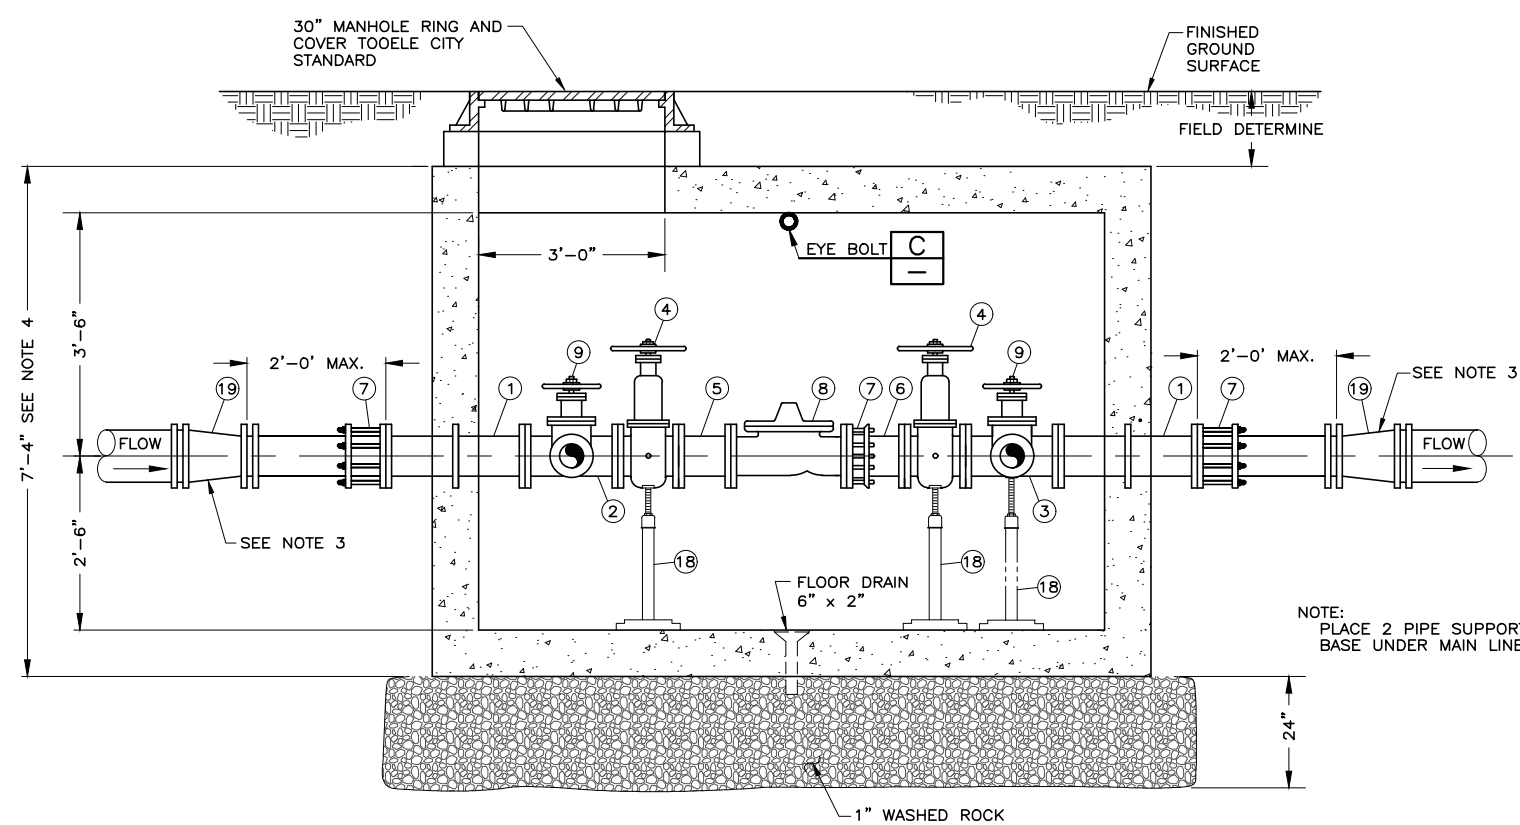 30" MANHOLE RING AND
COVER TOOELE CITY
STANDARD
FINISHED
GROUND
SURFACE
FIELD DETERMINE
3'-0"
EYE BOLT
C
—
7'-4" SEE NOTE 4
3'-6"
2'-6"
2'-0' MAX.
2'-0' MAX.
4
4
9
9
19
7
1
5
8
7
6
1
7
19
SEE NOTE 3
FLOW
FLOW
2
3
SEE NOTE 3
18
18
18
FLOOR DRAIN
6" x 2"
NOTE:
PLACE 2 PIPE SUPPORT
BASE UNDER MAIN LINE
24"
1" WASHED ROCK